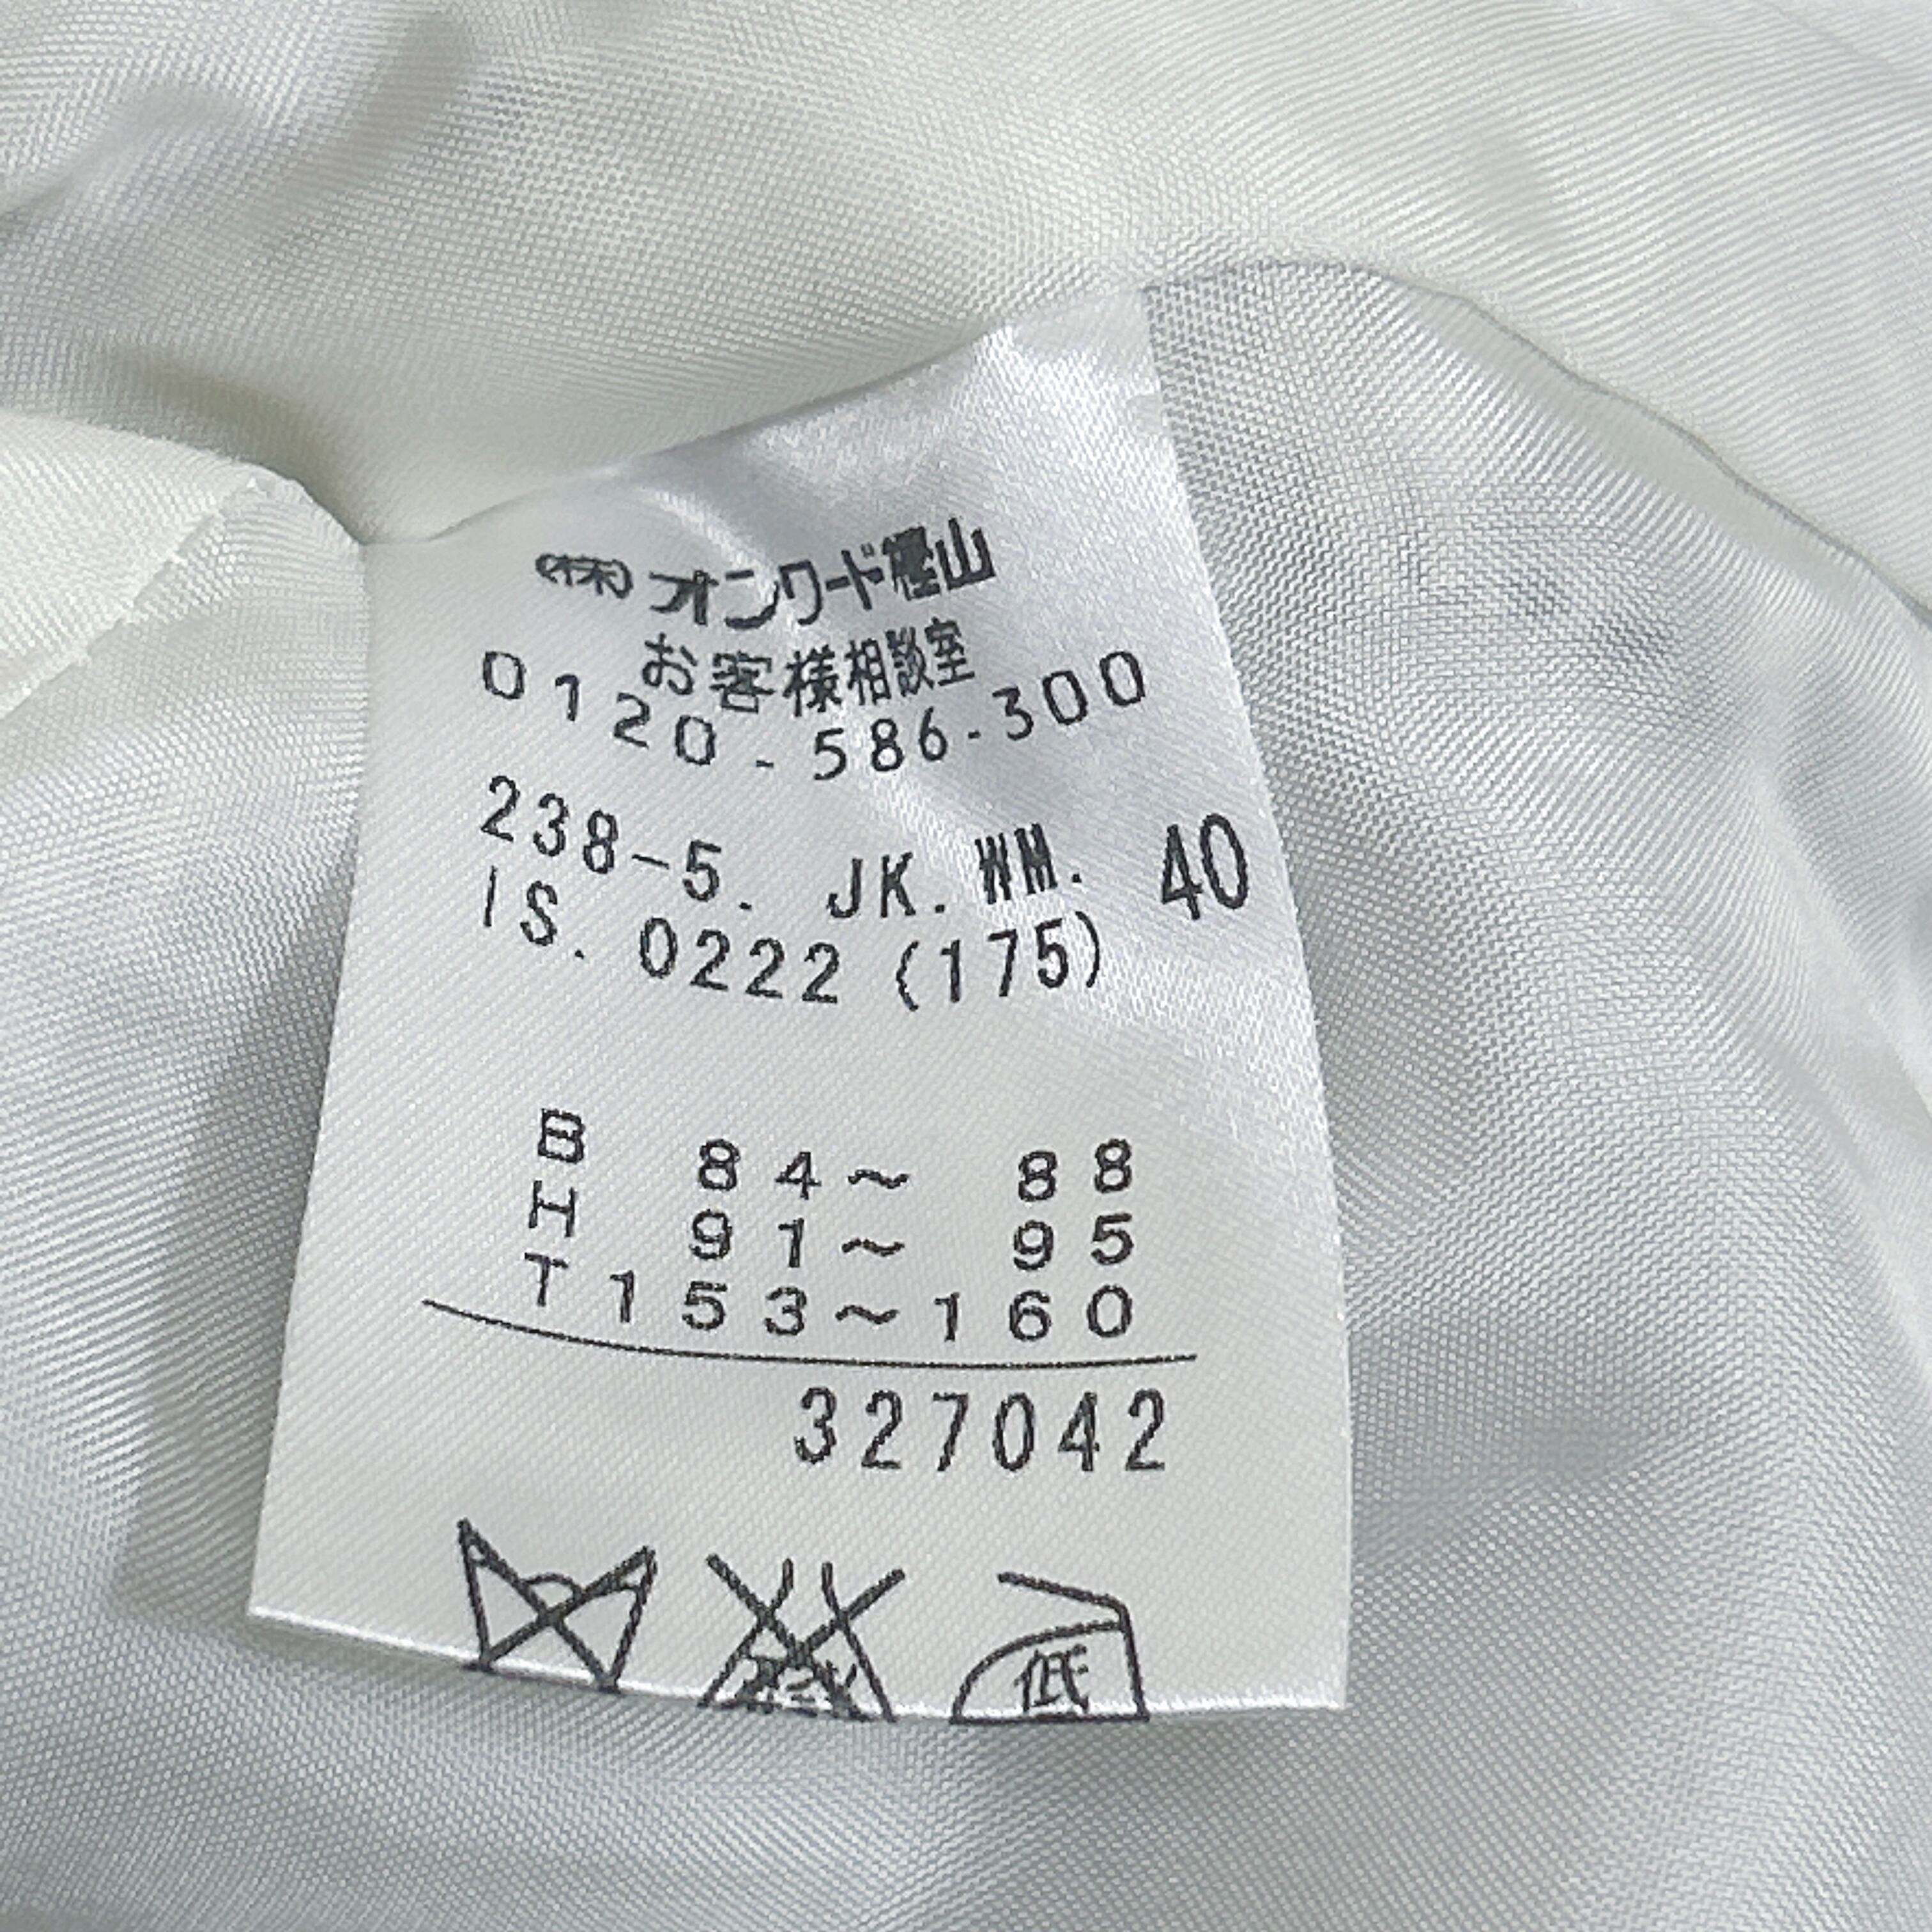 (株)オンワード樫山
お客様相談室
0120-586-300
238-5. JK. WM. 40
IS. 0222 (175)
B 84～ 88
H 91～ 95
T153～160
327042
低